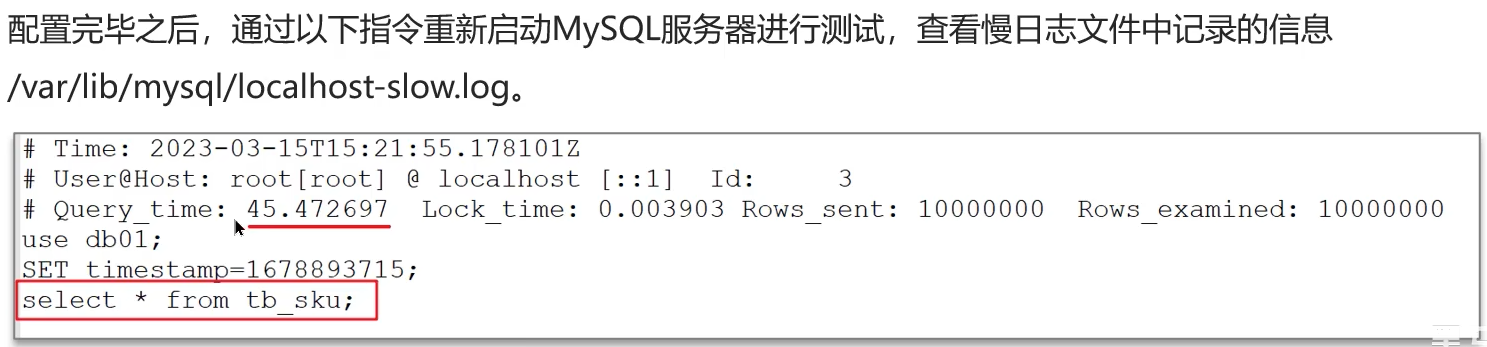 配置完毕之后，通过以下指令重新启动MySQL服务器进行测试，查看慢日志文件中记录的信息
/var/lib/mysql/localhost-slow.log。
# Time: 2023-03-15T15:21:55.178101Z
# User@Host: root[root] @ localhost [::1]  Id:     3
# Query_time: 45.472697  Lock_time: 0.003903 Rows_sent: 10000000  Rows_examined: 10000000
use db01;
SET timestamp=1678893715;
select * from tb_sku;